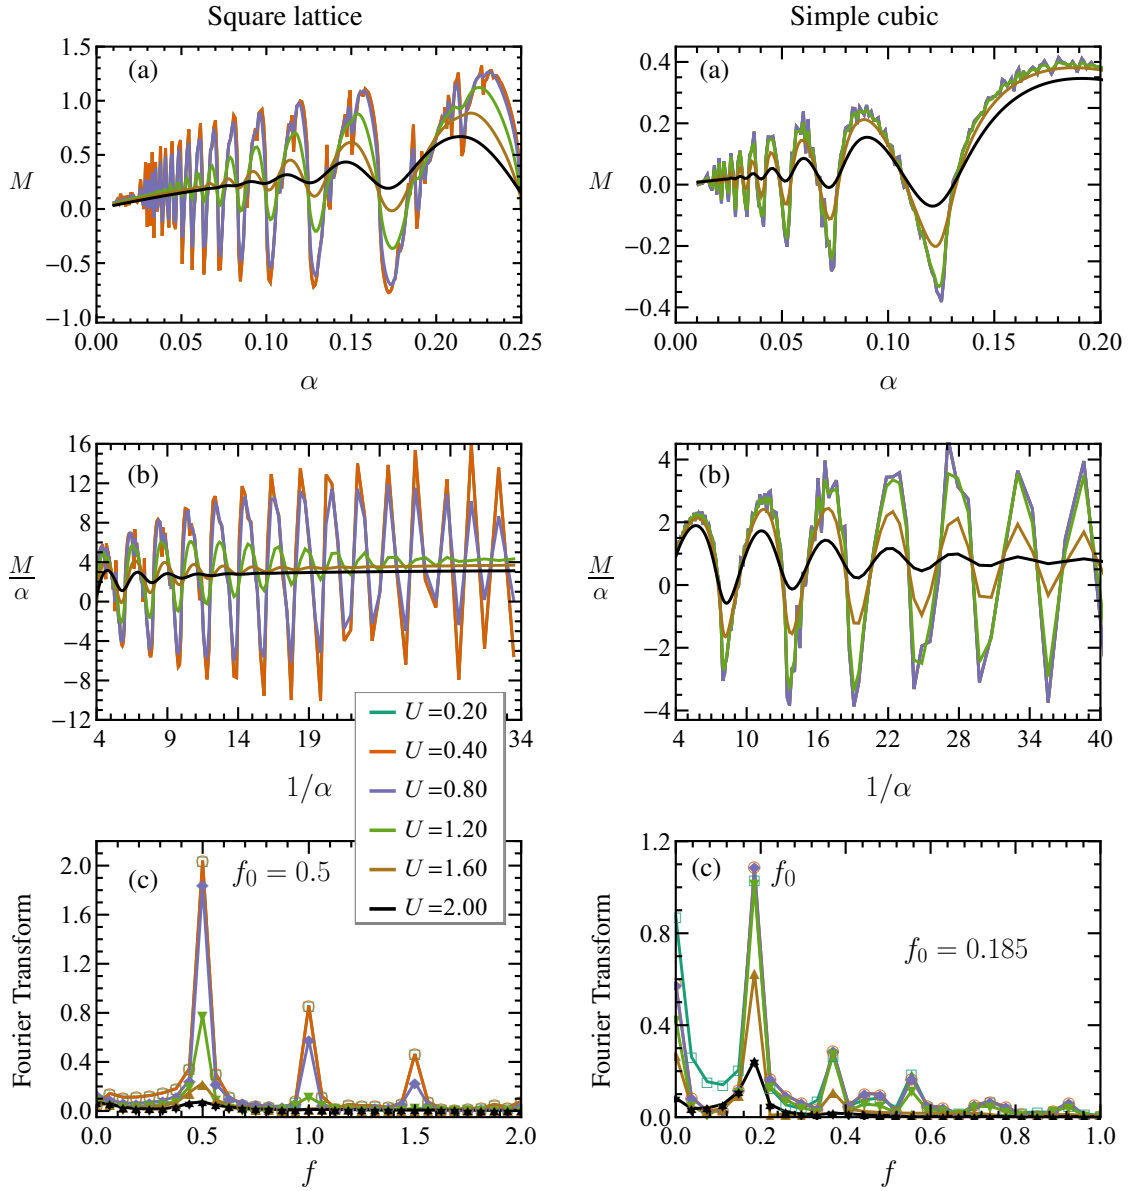 Square lattice
Simple cubic
(a)
1.5
1.0
0.5
0.0
−0.5
−1.0
M
0.00 0.05 0.10 0.15 0.20 0.25
α
(a)
0.4
0.2
0.0
−0.2
−0.4
M
0.00 0.05 0.10 0.15 0.20
α
(b)
16
12
8
4
0
−4
−8
−12
M/α
4 9 14 19 34
1/α
(b)
4
2
0
−2
−4
M/α
4 10 16 22 28 34 40
1/α
U=0.20
U=0.40
U=0.80
U=1.20
U=1.60
U=2.00
(c)
f₀ = 0.5
2.0
1.6
1.2
0.8
0.4
0.0
Fourier Transform
0.0 0.5 1.0 1.5 2.0
f
(c)
f₀
f₀ = 0.185
1.2
0.8
0.4
0.0
Fourier Transform
0.0 0.2 0.4 0.6 0.8 1.0
f